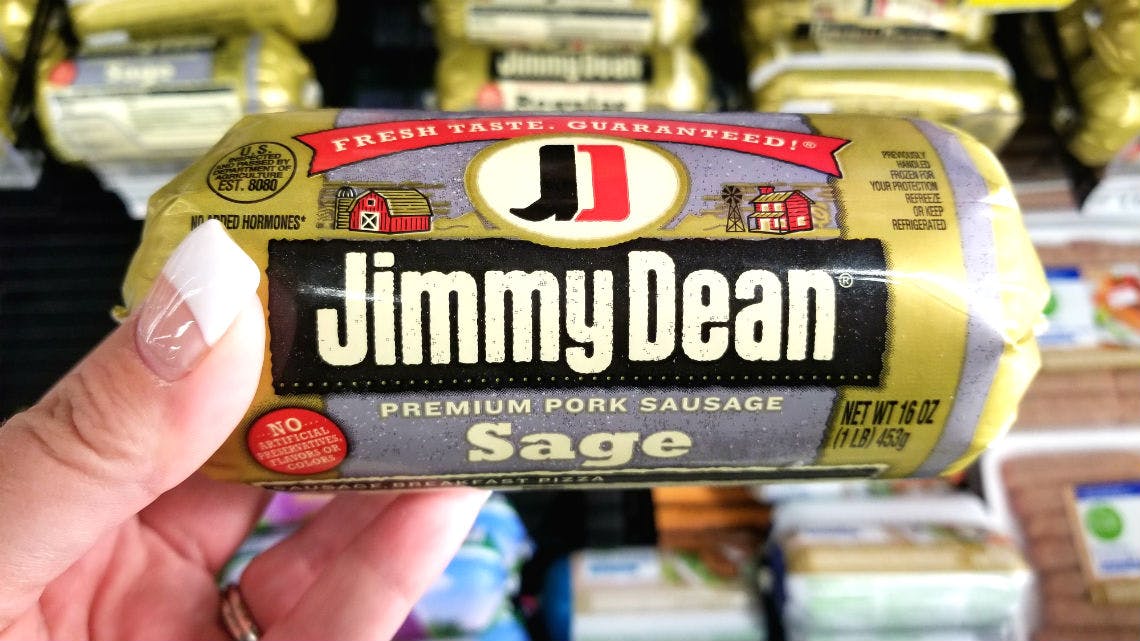 Sage
Jimmy Dean
FRESH TASTE. GUARANTEED!®
U.S.
INSPECTED
AND PASSED BY
DEPARTMENT OF
AGRICULTURE
EST. 8080
NO ADDED HORMONES*
PREVIOUSLY
HANDLED
FROZEN FOR
YOUR PROTECTION
REFREEZE
OR KEEP
REFRIGERATED
JD
Jimmy Dean®
PREMIUM PORK SAUSAGE
Sage
NET WT 16 OZ
(1 LB) 453g
NO
ARTIFICIAL
PRESERVATIVES,
FLAVORS OR
COLORS
BREAKFAST PIZZA